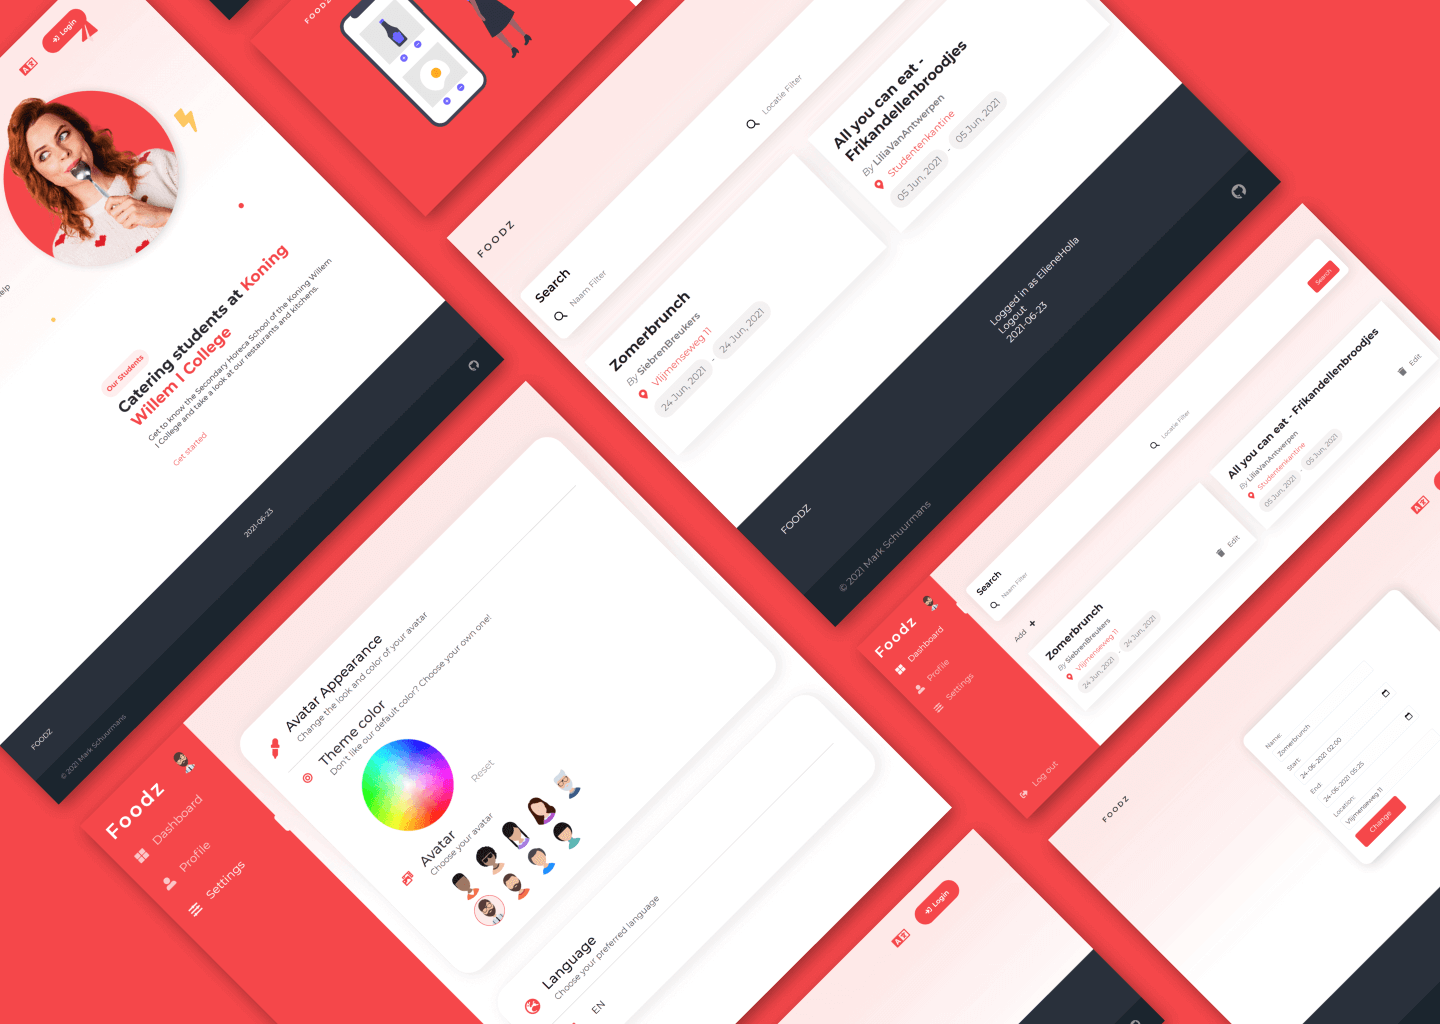 Login
elp
Our Students
Catering students at Koning
Willem I College
Get to know the Secondary Horeca School of the Koning Willem
I College and take a look at our restaurants and kitchens.
Get started
2021-06-23
FOODZ
© 2021 Mark Schuurmans
FOODZ
FOODZ
Search
Naam Filter
Locatie Filter
Zomerbrunch
By SiebrenBreukers
Vlijmenseweg 11
24 Jun, 2021 - 24 Jun, 2021
All you can eat -
Frikandellenbroodjes
By LiliaVanAntwerpen
Studentenkantine
05 Jun, 2021 - 05 Jun, 2021
Logged in as ElieneHolla
Logout
2021-06-23
FOODZ
© 2021 Mark Schuurmans
Foodz
Dashboard
Profile
Settings
Avatar Appearance
Change the look and color of your avatar
Theme color
Don't like our default color? Choose your own one!
Reset
Avatar
Choose your avatar
Language
Choose your preferred language
EN
Foodz
Dashboard
Profile
Settings
Log out
Search
Naam Filter
Locatie Filter
Search
Add +
Zomerbrunch
By SiebrenBreukers
Vlijmenseweg 11
24 Jun, 2021 - 24 Jun, 2021
Edit
All you can eat - Frikandellenbroodjes
By LiliaVanAntwerpen
Studentenkantine
05 Jun, 2021 - 05 Jun, 2021
Edit
Login
FOODZ
Name:
Zomerbrunch
Start:
24-06-2021 02:00
End:
24-06-2021 05:25
Location:
Vlijmenseweg 11
Change